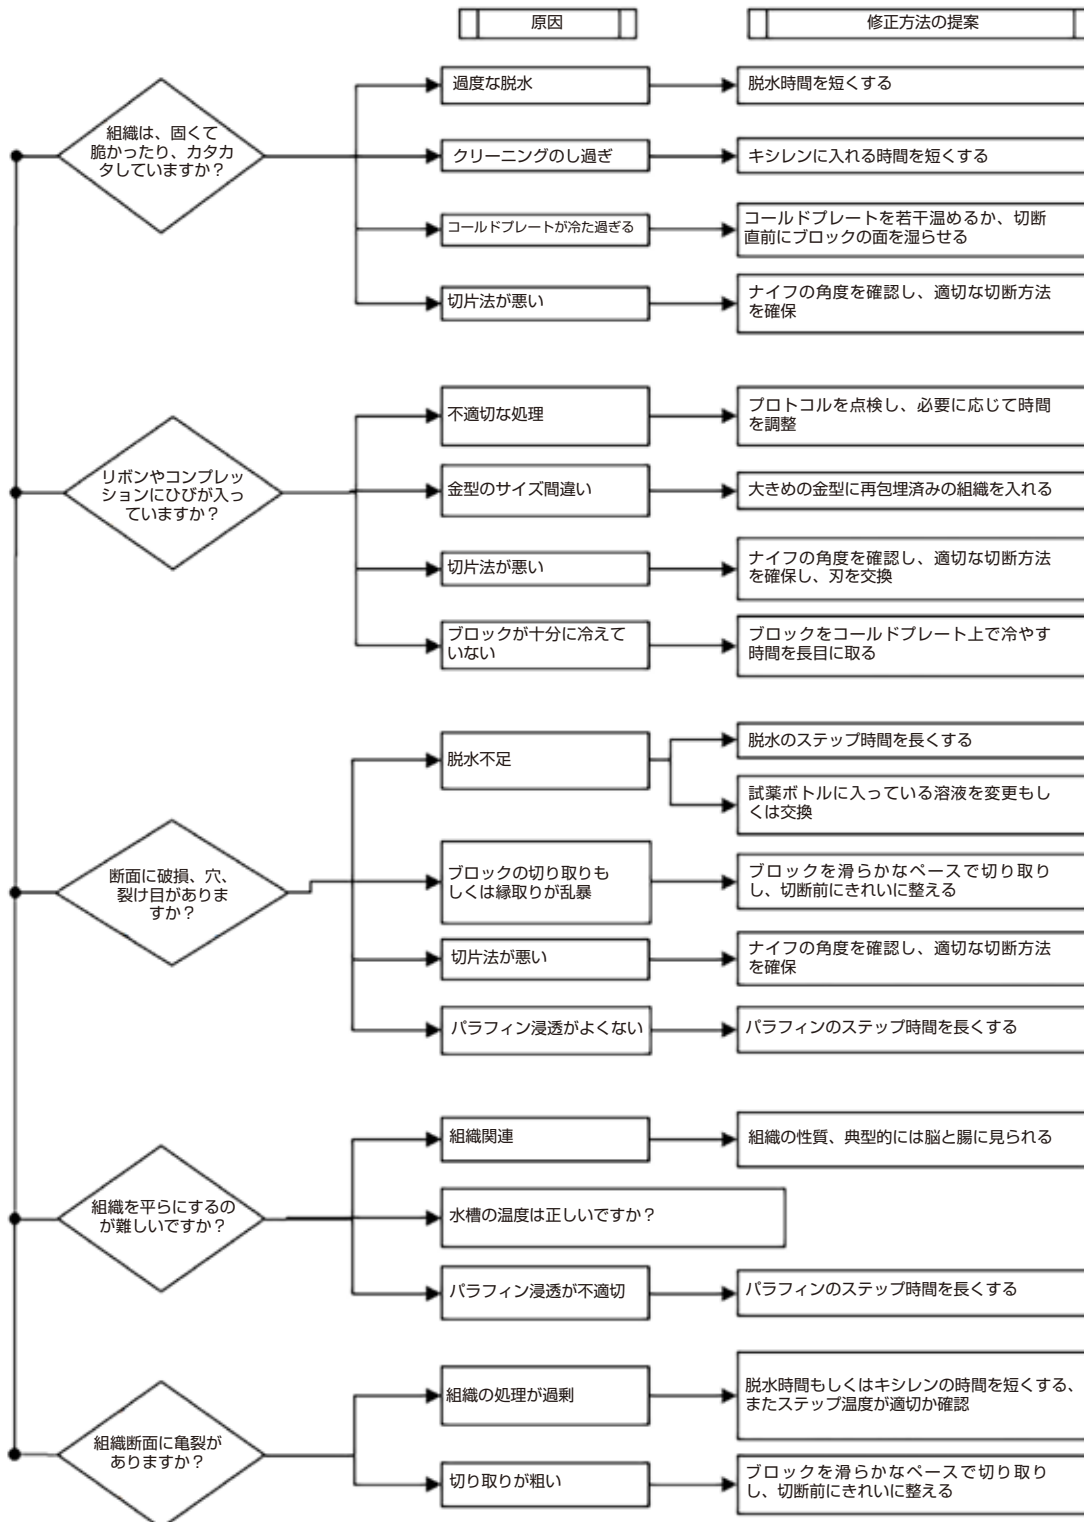 原因
修正方法の提案
組織は、固くて
脆かったり、カタカ
タしていますか？
過度な脱水
脱水時間を短くする
クリーニングのし過ぎ
キシレンに入れる時間を短くする
コールドプレートが冷た過ぎる
コールドプレートを若干温めるか、切断
直前にブロックの面を湿らせる
切片法が悪い
ナイフの角度を確認し、適切な切断方法
を確保
リボンやコンプレッ
ションにひびが入っ
ていますか？
不適切な処理
プロトコルを点検し、必要に応じて時間
を調整
金型のサイズ間違い
大きめの金型に再包埋済みの組織を入れる
切片法が悪い
ナイフの角度を確認し、適切な切断方法
を確保し、刃を交換
ブロックが十分に冷えて
いない
ブロックをコールドプレート上で冷やす
時間を長目に取る
断面に破損、穴、
裂け目がありま
すか？
脱水不足
脱水のステップ時間を長くする
試薬ボトルに入っている溶液を変更もし
くは交換
ブロックの切り取りも
しくは縁取りが乱暴
ブロックを滑らかなペースで切り取り
し、切断前にきれいに整える
切片法が悪い
ナイフの角度を確認し、適切な切断方法
を確保
パラフィン浸透がよくない
パラフィンのステップ時間を長くする
組織を平らにするの
が難しいですか？
組織関連
組織の性質、典型的には脳と腸に見られる
水槽の温度は正しいですか？
パラフィン浸透が不適切
パラフィンのステップ時間を長くする
組織断面に亀裂が
ありますか？
組織の処理が過剰
脱水時間もしくはキシレンの時間を短くする、
またステップ温度が適切か確認
切り取りが粗い
ブロックを滑らかなペースで切り取り
し、切断前にきれいに整える